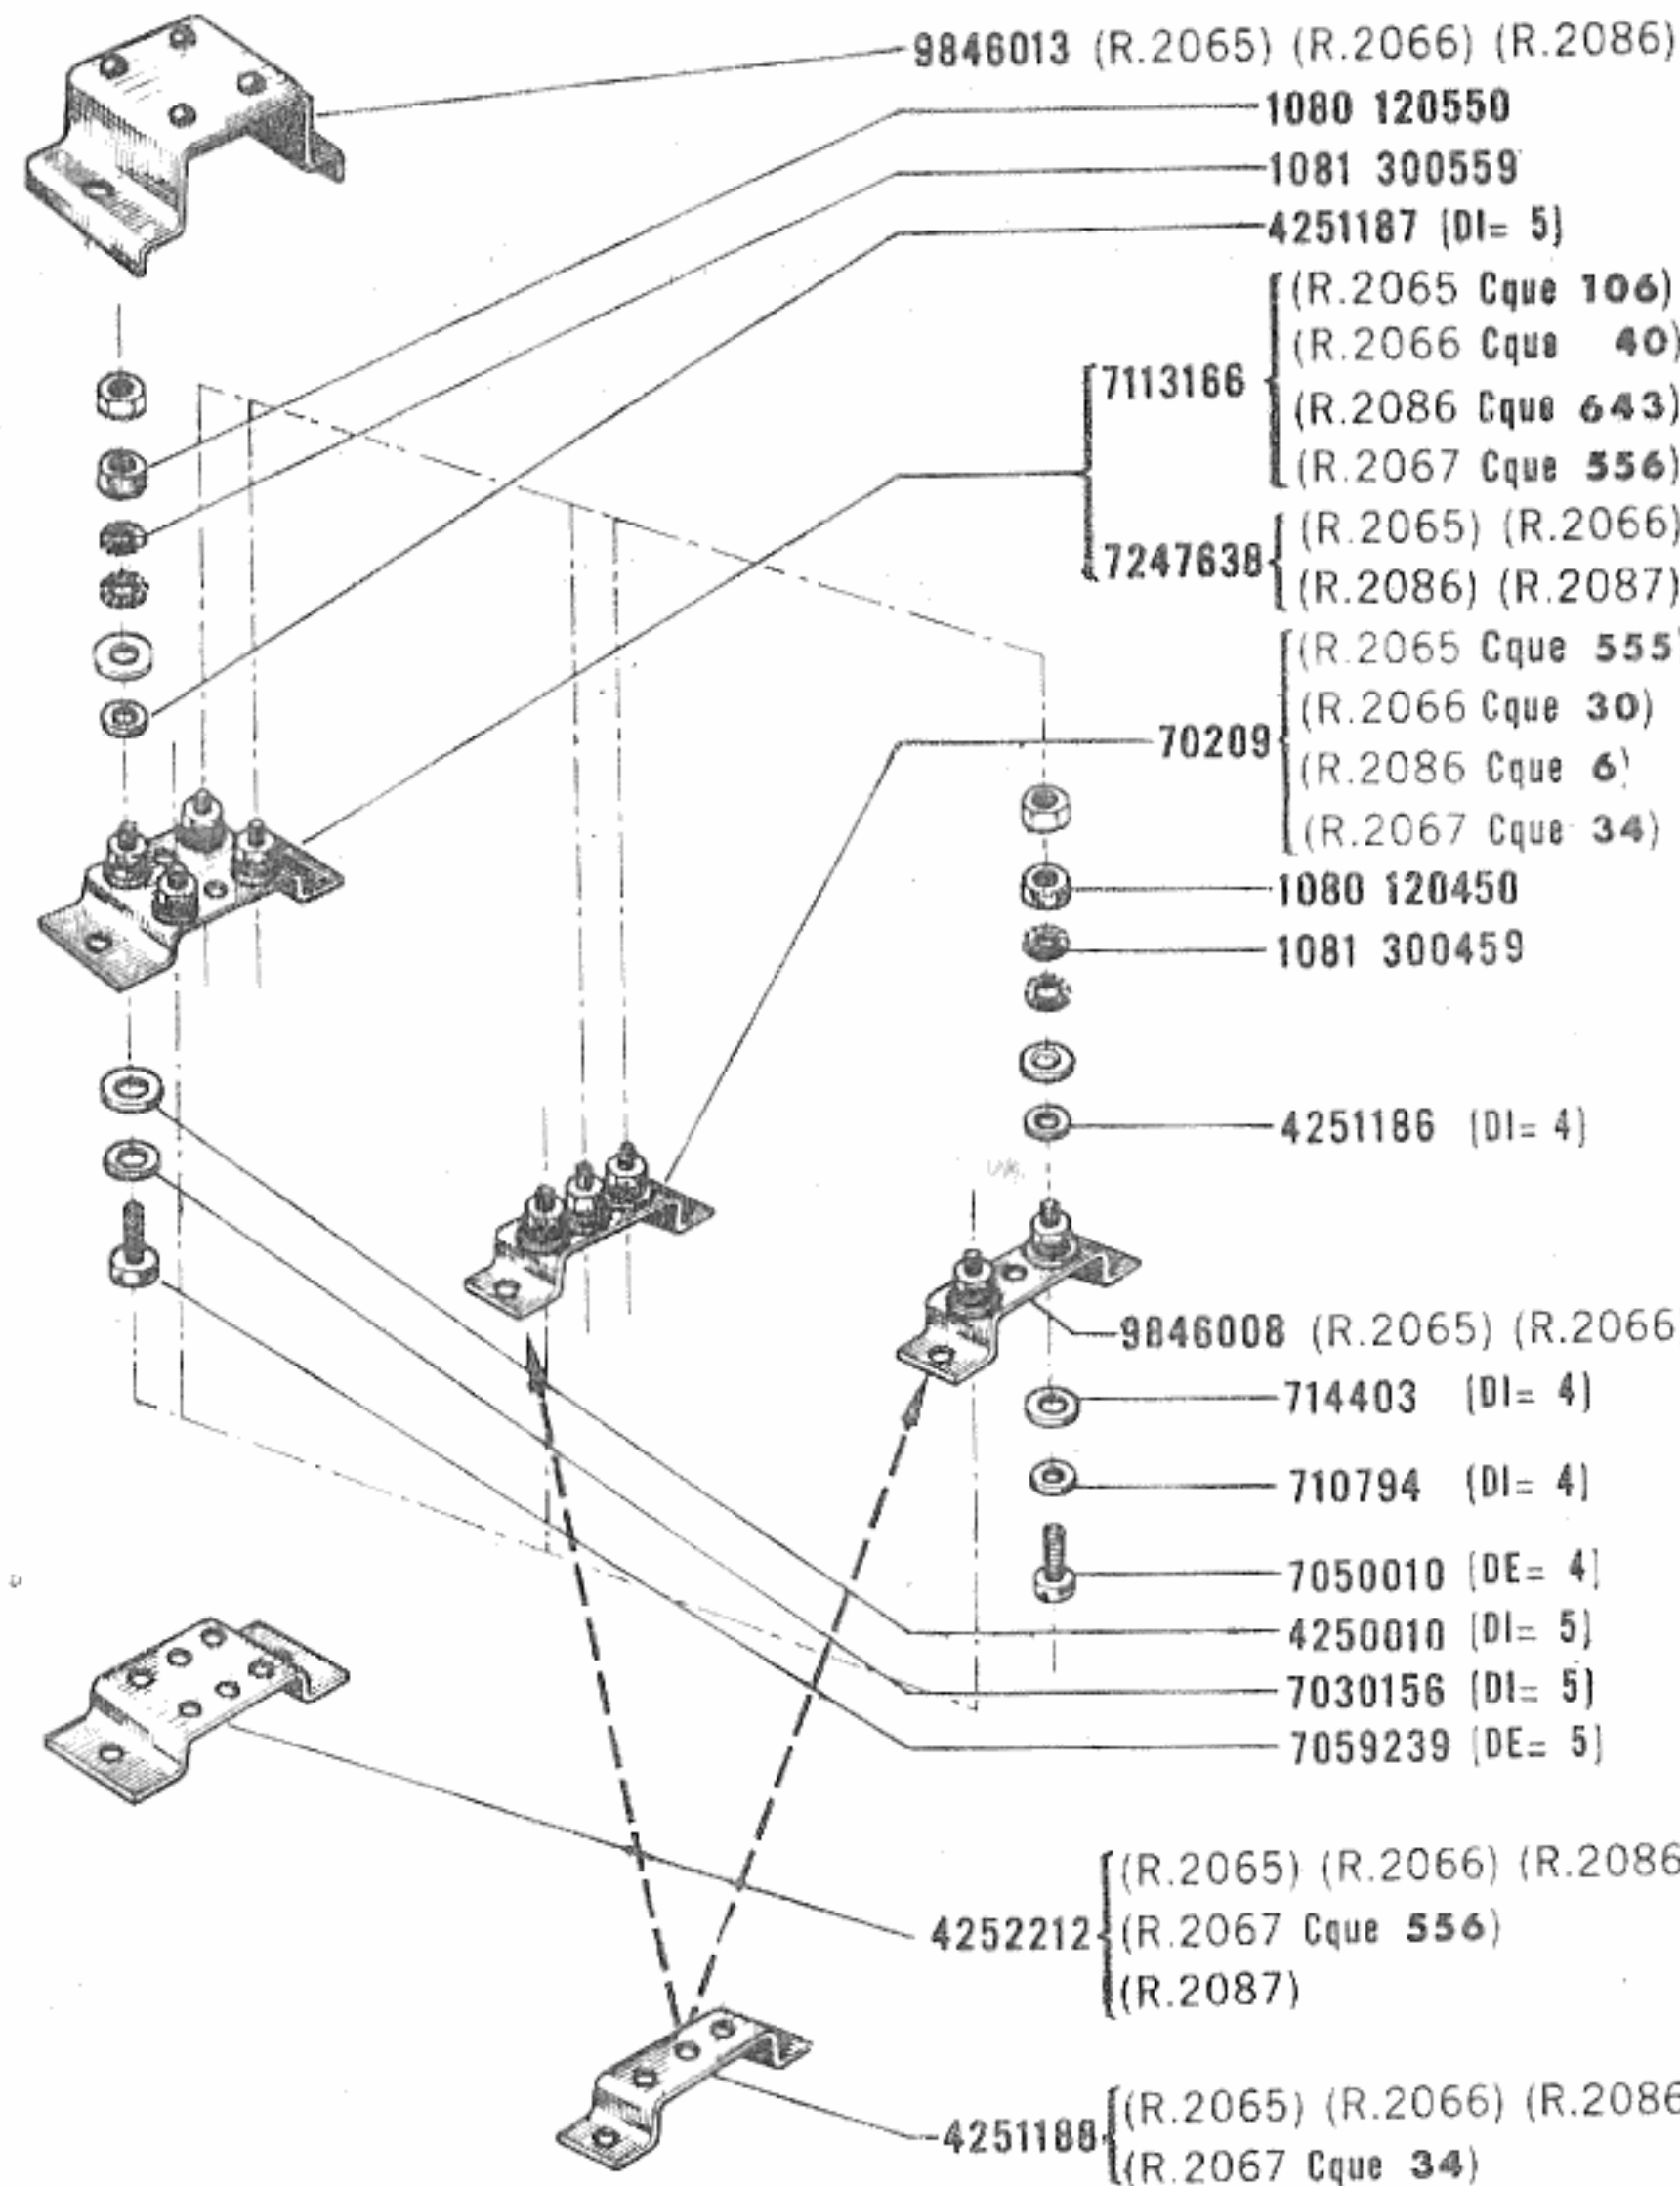 9846013 (R.2065) (R.2066) (R.2086)
1080 120550
1081 300559
4251187 (DI= 5)
7113166
(R.2065 Cque 106)
(R.2066 Cque 40)
(R.2086 Cque 643)
(R.2067 Cque 556)
7247638
(R.2065) (R.2066)
(R.2086) (R.2087)
70209
(R.2065 Cque 555
(R.2066 Cque 30)
(R.2086 Cque 6)
(R.2067 Cque 34)
1080 120450
1081 300459
4251186 (DI= 4)
9846008 (R.2065) (R.2066
714403 (DI= 4)
710794 (DI= 4)
7050010 (DE= 4)
4250010 (DI= 5)
7030156 (DI= 5)
7059239 (DE= 5)
4252212
(R.2065) (R.2066) (R.2086
(R.2067 Cque 556)
(R.2087)
4251188
(R.2065) (R.2066) (R.2086
(R.2067 Cque 34)